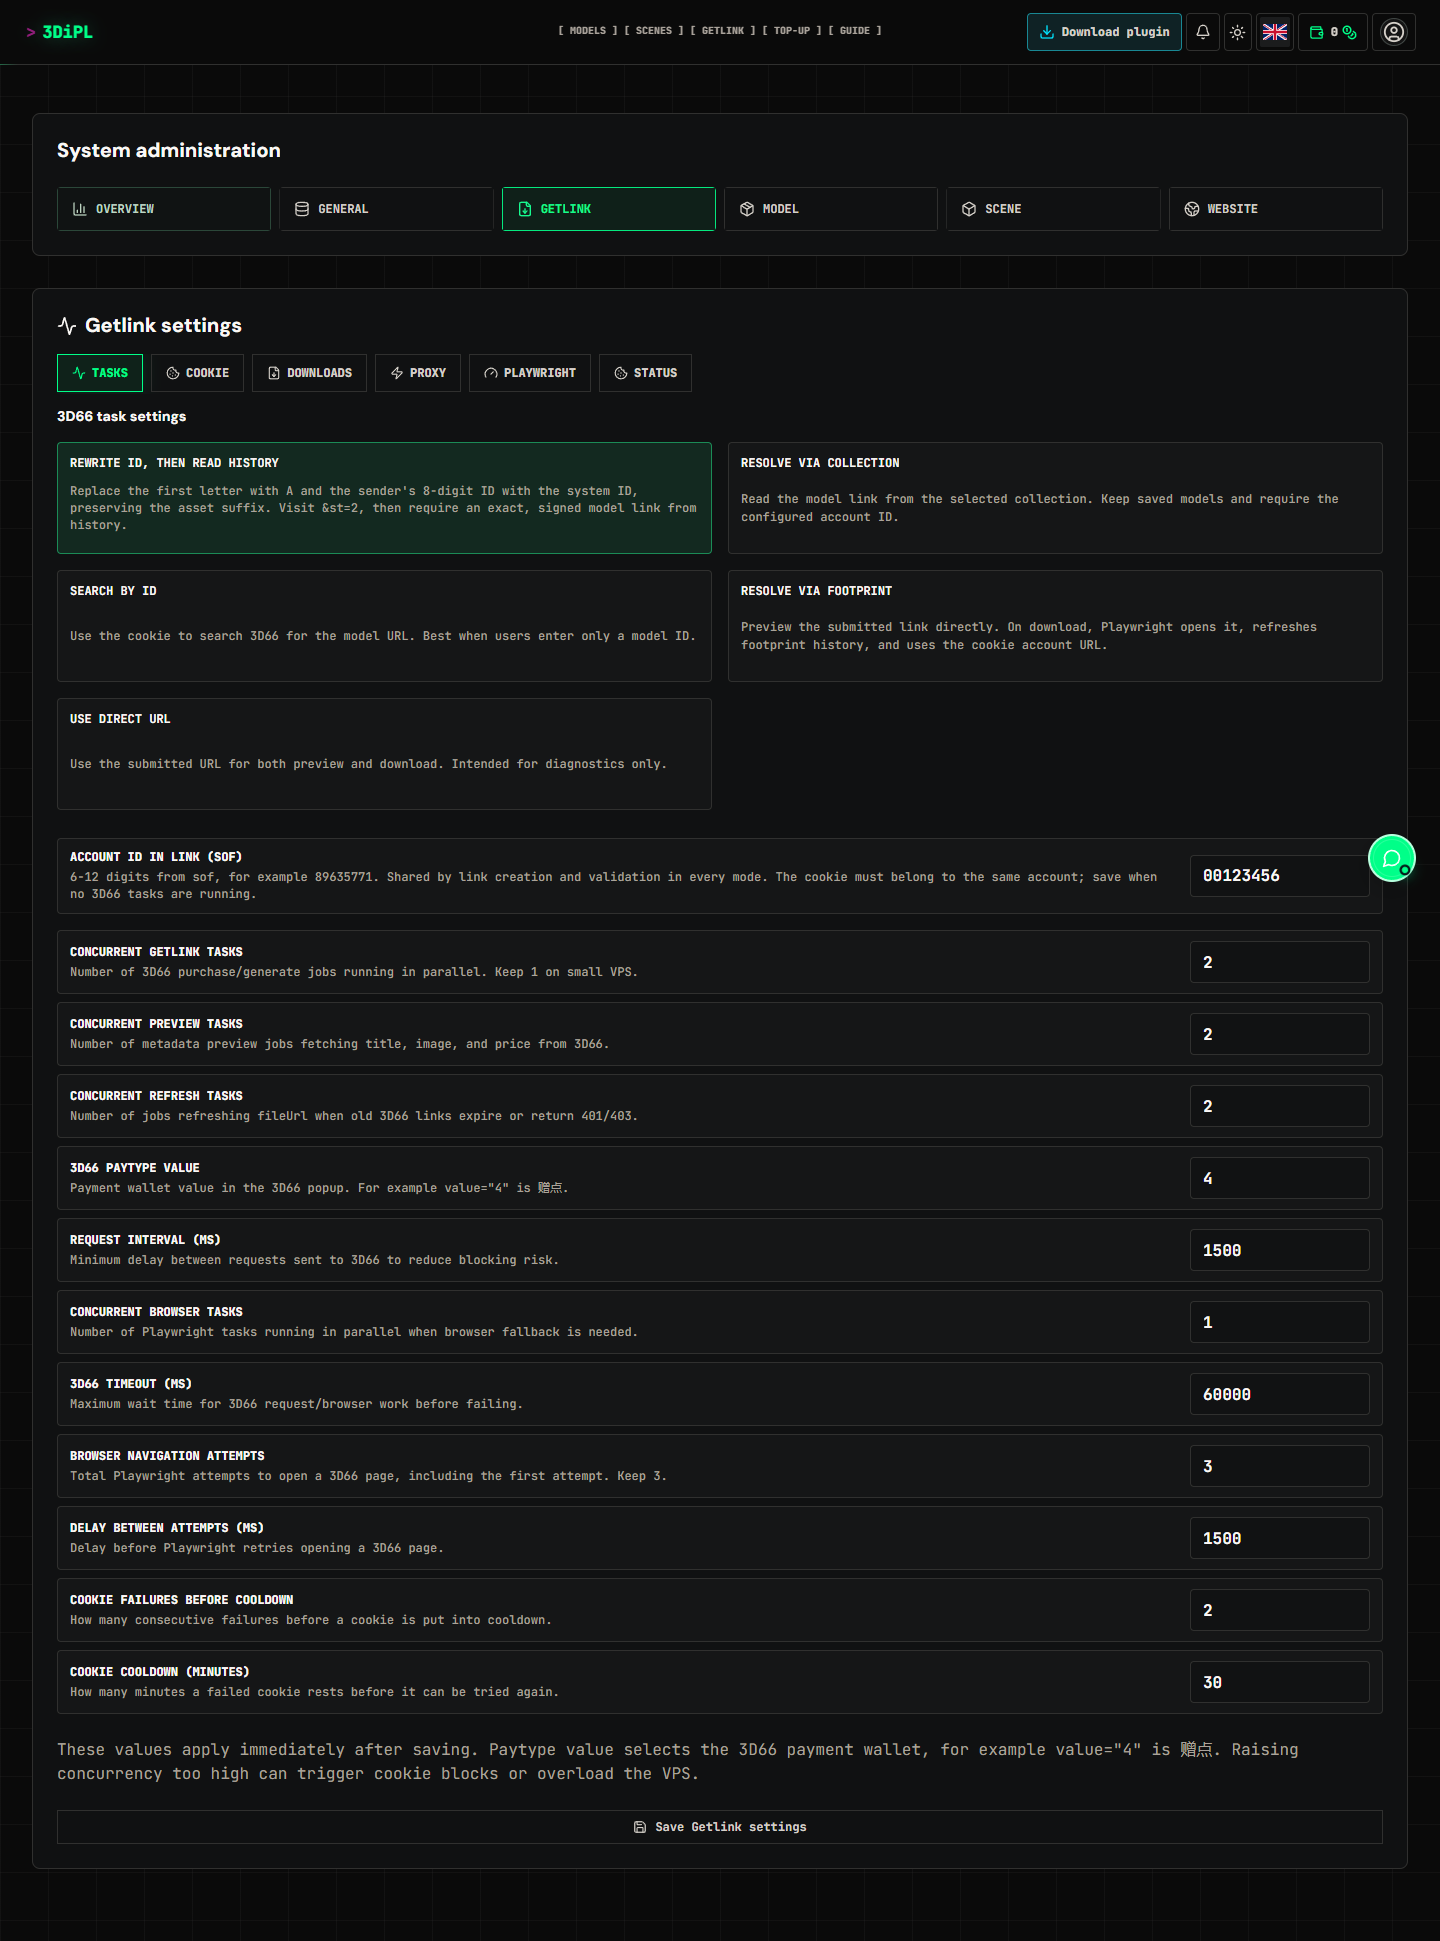 > 3DiPL
[ MODELS ] [ SCENES ] [ GETLINK ] [ TOP-UP ] [ GUIDE ]
Download plugin
0
System administration
OVERVIEW
GENERAL
GETLINK
MODEL
SCENE
WEBSITE
Getlink settings
TASKS
COOKIE
DOWNLOADS
PROXY
PLAYWRIGHT
STATUS
3D66 task settings
REWRITE ID, THEN READ HISTORY
Replace the first letter with A and the sender's 8-digit ID with the system ID,
preserving the asset suffix. Visit &st=2, then require an exact, signed model link from
history.
RESOLVE VIA COLLECTION
Read the model link from the selected collection. Keep saved models and require the
configured account ID.
SEARCH BY ID
Use the cookie to search 3D66 for the model URL. Best when users enter only a model ID.
RESOLVE VIA FOOTPRINT
Preview the submitted link directly. On download, Playwright opens it, refreshes
footprint history, and uses the cookie account URL.
USE DIRECT URL
Use the submitted URL for both preview and download. Intended for diagnostics only.
ACCOUNT ID IN LINK (SOF)
6-12 digits from sof, for example 89635771. Shared by link creation and validation in every mode. The cookie must belong to the same account; save when
no 3D66 tasks are running.
00123456
CONCURRENT GETLINK TASKS
Number of 3D66 purchase/generate jobs running in parallel. Keep 1 on small VPS.
2
CONCURRENT PREVIEW TASKS
Number of metadata preview jobs fetching title, image, and price from 3D66.
2
CONCURRENT REFRESH TASKS
Number of jobs refreshing fileUrl when old 3D66 links expire or return 401/403.
2
3D66 PAYTYPE VALUE
Payment wallet value in the 3D66 popup. For example value="4" is 赠点.
4
REQUEST INTERVAL (MS)
Minimum delay between requests sent to 3D66 to reduce blocking risk.
1500
CONCURRENT BROWSER TASKS
Number of Playwright tasks running in parallel when browser fallback is needed.
1
3D66 TIMEOUT (MS)
Maximum wait time for 3D66 request/browser work before failing.
60000
BROWSER NAVIGATION ATTEMPTS
Total Playwright attempts to open a 3D66 page, including the first attempt. Keep 3.
3
DELAY BETWEEN ATTEMPTS (MS)
Delay before Playwright retries opening a 3D66 page.
1500
COOKIE FAILURES BEFORE COOLDOWN
How many consecutive failures before a cookie is put into cooldown.
2
COOKIE COOLDOWN (MINUTES)
How many minutes a failed cookie rests before it can be tried again.
30
These values apply immediately after saving. Paytype value selects the 3D66 payment wallet, for example value="4" is 赠点. Raising
concurrency too high can trigger cookie blocks or overload the VPS.
Save Getlink settings